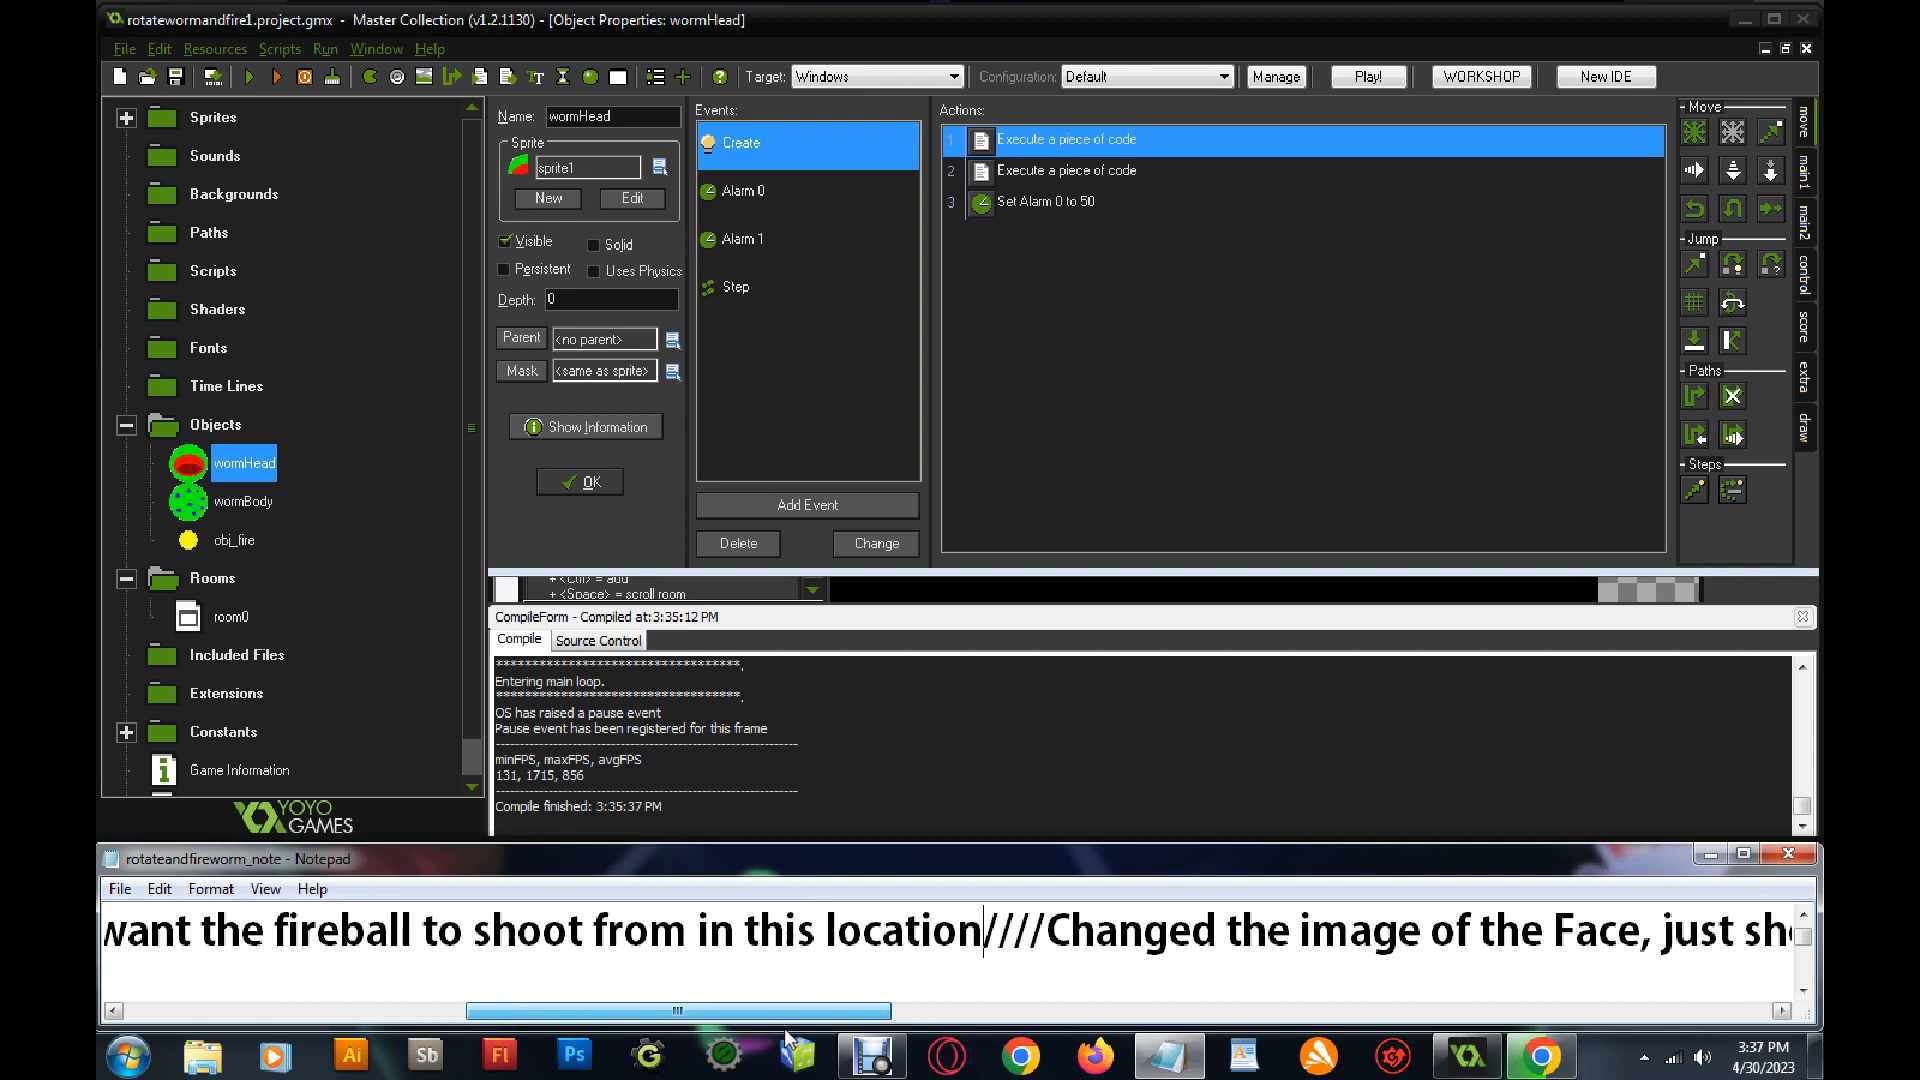 rotatewormandfire1.project.gmx - Master Collection (v1.2.1130) - [Object Properties: wormHead]
File Edit Resources Scripts Run Window Help
Target: Windows Configuration: Default Manage Play! WORKSHOP New IDE
Sprites
Sounds
Backgrounds
Paths
Scripts
Shaders
Fonts
Time Lines
Objects
wormHead
wormBody
obj_fire
Rooms
room0
Included Files
Extensions
Constants
Game Information
YOYO
GAMES
Name: wormHead
Sprite
sprite1
New Edit
Visible Solid
Persistent Uses Physics
Depth: 0
Parent <no parent>
Mask <same as sprite>
Show Information
OK
Events:
Create
Alarm 0
Alarm 1
Step
Add Event
Delete Change
Actions:
1 Execute a piece of code
2 Execute a piece of code
3 Set Alarm 0 to 50
Move
Jump
Paths
Steps
move
main1
main2
control
score
extra
draw
+ <Ctrl> = add
+ <Space> = scroll room
CompileForm - Compiled at:3:35:12 PM
Compile Source Control
***********************************.
Entering main loop.
***********************************.
OS has raised a pause event
Pause event has been registered for this frame
minFPS, maxFPS, avgFPS
131, 1715, 856
Compile finished: 3:35:37 PM
rotateandfireworm_note - Notepad
File Edit Format View Help
want the fireball to shoot from in this location////Changed the image of the Face, just sh
Ai Sb Fl Ps
3:37 PM
4/30/2023